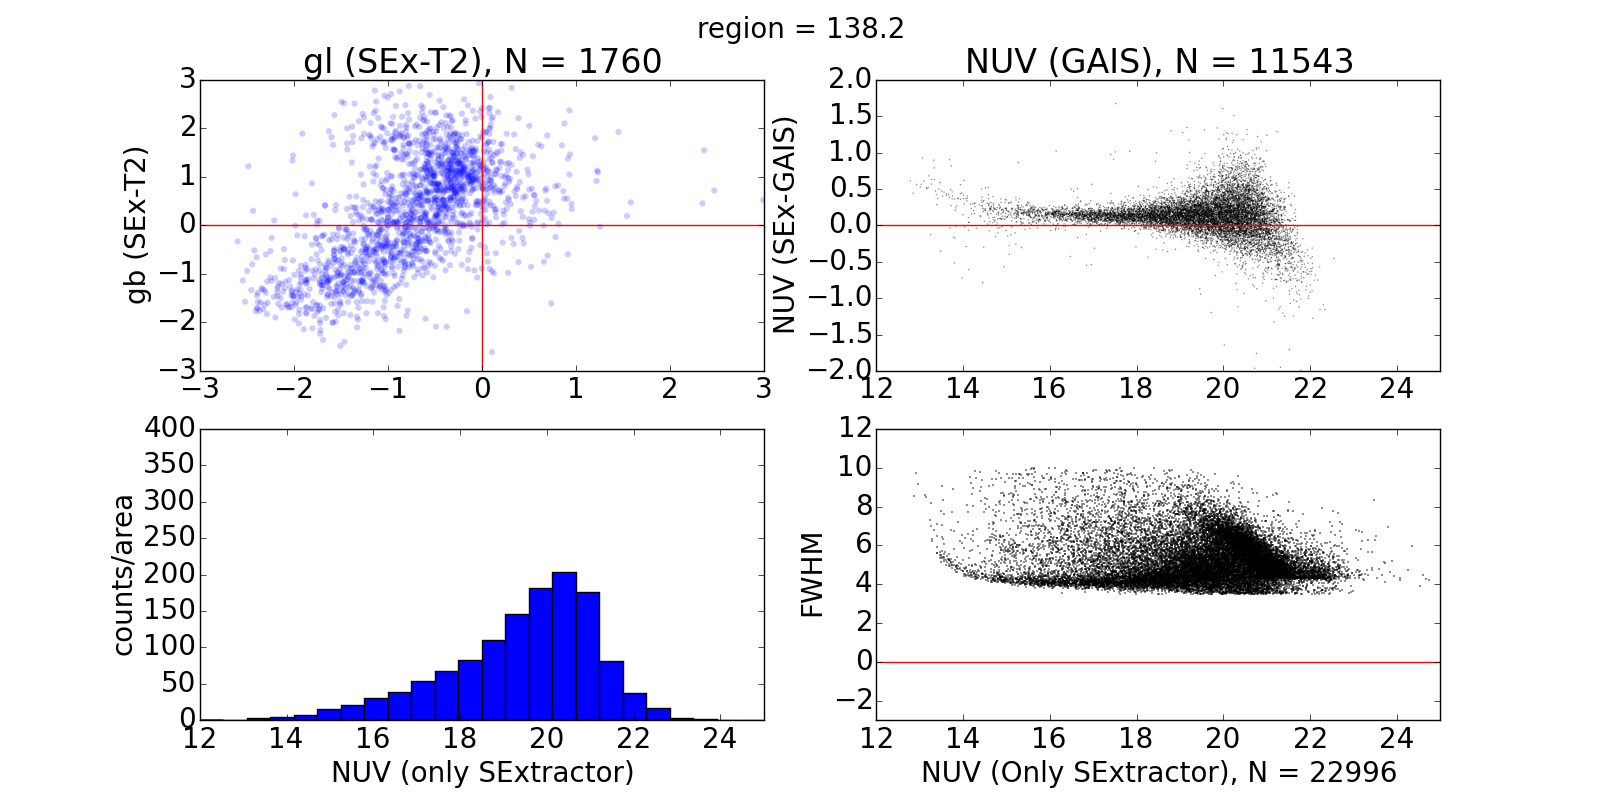 region = 138.2
gl (SEx-T2), N = 1760
NUV (GAIS), N = 11543
3
2
1
0
−1
−2
−3
gb (SEx-T2)
−3 −2 −1 0 1 2 3
2.0
1.5
1.0
0.5
0.0
−0.5
−1.0
−1.5
−2.0
NUV (SEx-GAIS)
12 14 16 18 20 22 24
400
350
300
250
200
150
100
50
0
counts/area
12 14 16 18 20 22 24
NUV (only SExtractor)
12
10
8
6
4
2
0
−2
FWHM
12 14 16 18 20 22 24
NUV (Only SExtractor), N = 22996